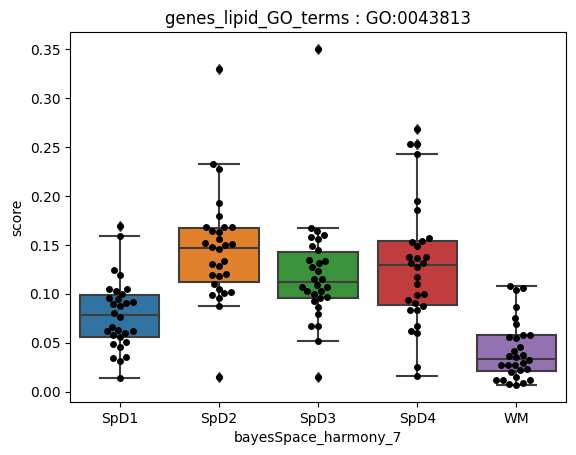 genes_lipid_GO_terms : GO:0043813
0.35
0.30
0.25
0.20
0.15
0.10
0.05
0.00
score
SpD1 SpD2 SpD3 SpD4 WM
bayesSpace_harmony_7